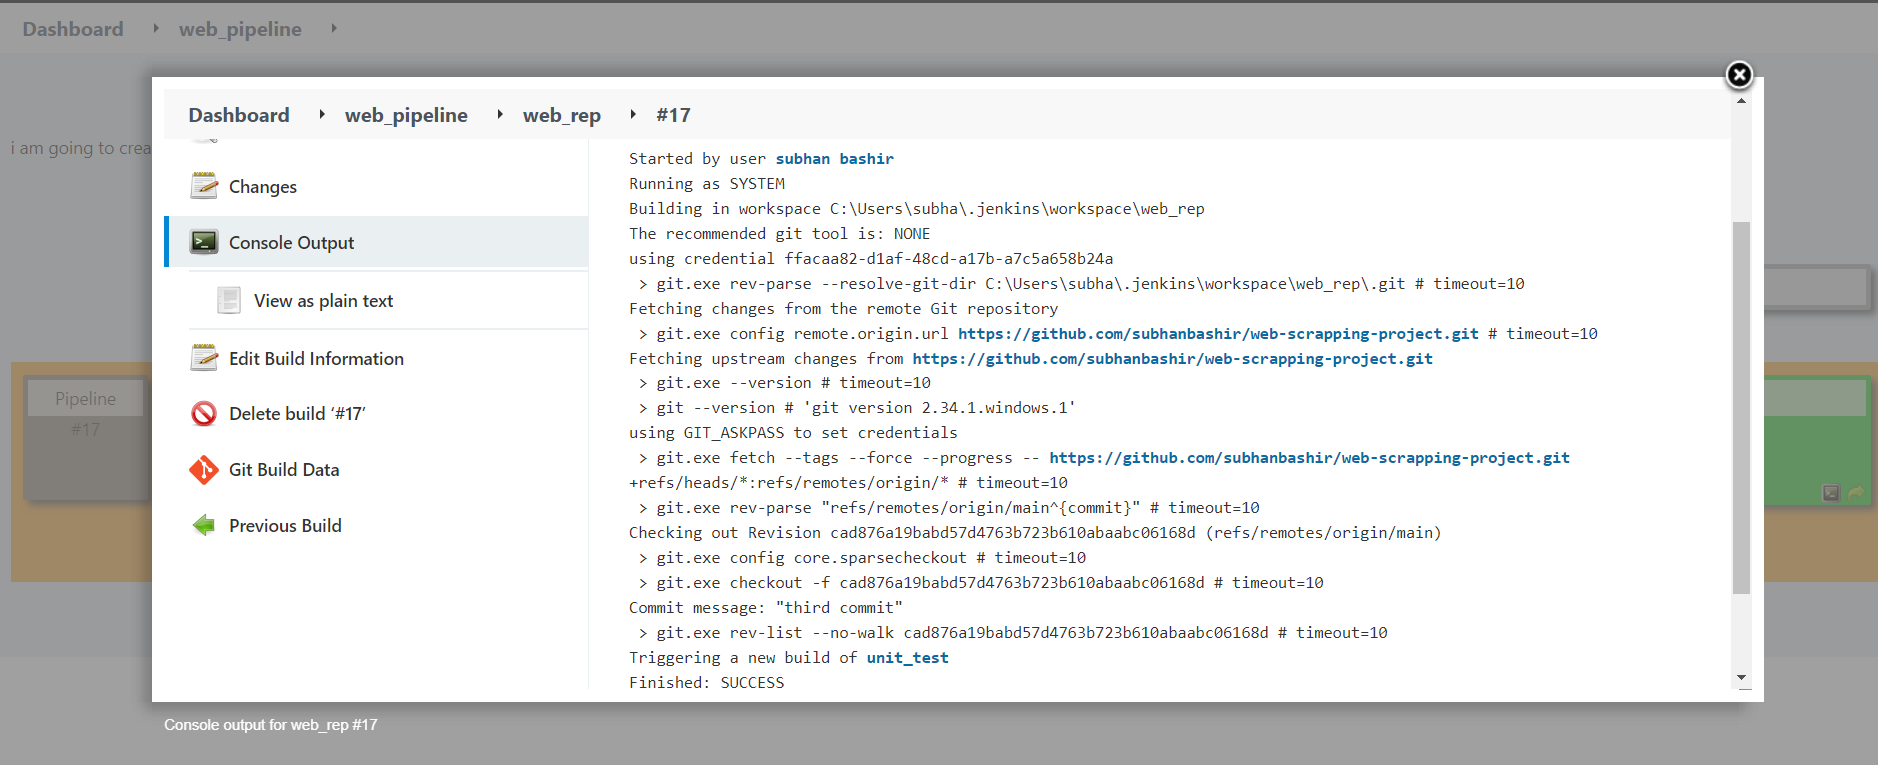 Dashboard web_pipeline
i am going to crea
Pipeline
#17
Dashboard web_pipeline web_rep #17
Changes
Console Output
View as plain text
Edit Build Information
Delete build ‘#17’
Git Build Data
Previous Build
Started by user subhan bashir
Running as SYSTEM
Building in workspace C:\Users\subha\.jenkins\workspace\web_rep
The recommended git tool is: NONE
using credential ffacaa82-d1af-48cd-a17b-a7c5a658b24a
> git.exe rev-parse --resolve-git-dir C:\Users\subha\.jenkins\workspace\web_rep\.git # timeout=10
Fetching changes from the remote Git repository
> git.exe config remote.origin.url https://github.com/subhanbashir/web-scrapping-project.git # timeout=10
Fetching upstream changes from https://github.com/subhanbashir/web-scrapping-project.git
> git.exe --version # timeout=10
> git --version # 'git version 2.34.1.windows.1'
using GIT_ASKPASS to set credentials
> git.exe fetch --tags --force --progress -- https://github.com/subhanbashir/web-scrapping-project.git
+refs/heads/*:refs/remotes/origin/* # timeout=10
> git.exe rev-parse "refs/remotes/origin/main^{commit}" # timeout=10
Checking out Revision cad876a19babd57d4763b723b610abaabc06168d (refs/remotes/origin/main)
> git.exe config core.sparsecheckout # timeout=10
> git.exe checkout -f cad876a19babd57d4763b723b610abaabc06168d # timeout=10
Commit message: "third commit"
> git.exe rev-list --no-walk cad876a19babd57d4763b723b610abaabc06168d # timeout=10
Triggering a new build of unit_test
Finished: SUCCESS
Console output for web_rep #17